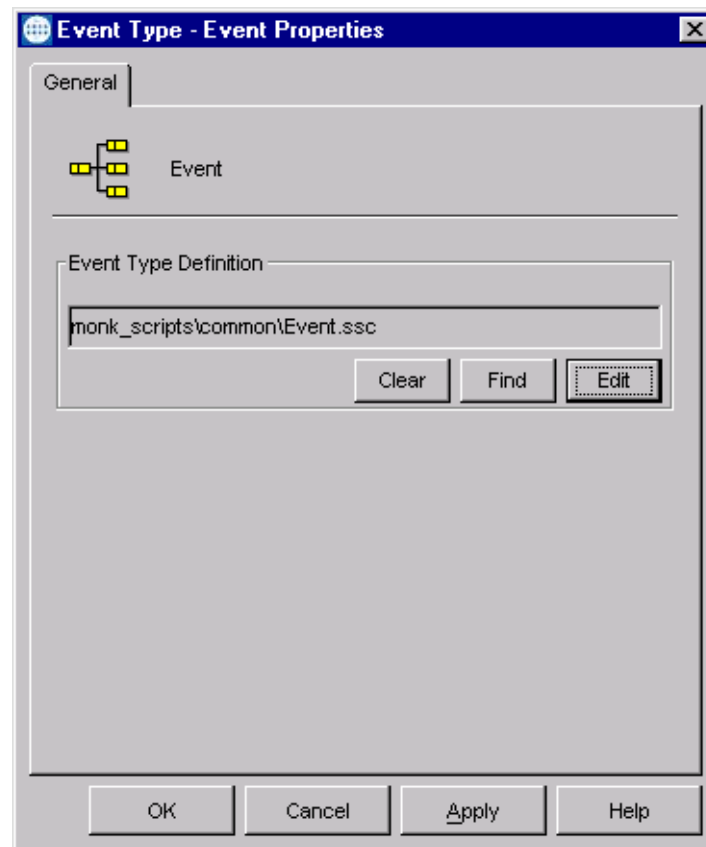 Event Type - Event Properties
General
Event
Event Type Definition
monk_scripts\common\Event.ssc
Clear Find Edit
OK Cancel Apply Help